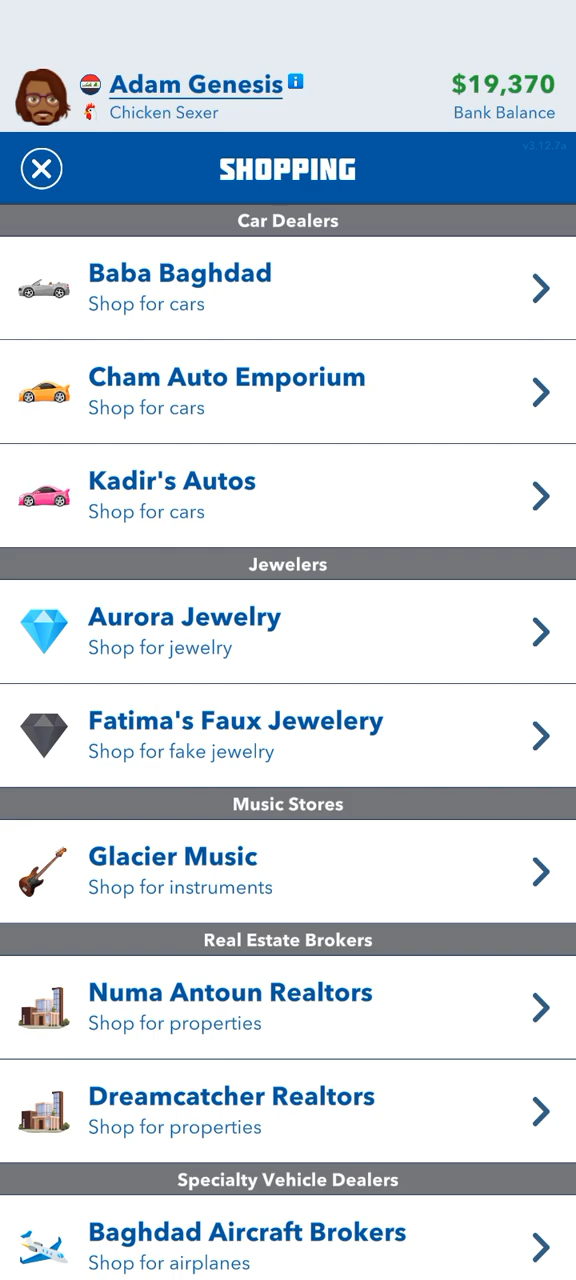 Adam Genesis
$19,370
Chicken Sexer
Bank Balance
v3.12.7a
SHOPPING
Car Dealers
Baba Baghdad
Shop for cars
Cham Auto Emporium
Shop for cars
Kadir's Autos
Shop for cars
Jewelers
Aurora Jewelry
Shop for jewelry
Fatima's Faux Jewelery
Shop for fake jewelry
Music Stores
Glacier Music
Shop for instruments
Real Estate Brokers
Numa Antoun Realtors
Shop for properties
Dreamcatcher Realtors
Shop for properties
Specialty Vehicle Dealers
Baghdad Aircraft Brokers
Shop for airplanes